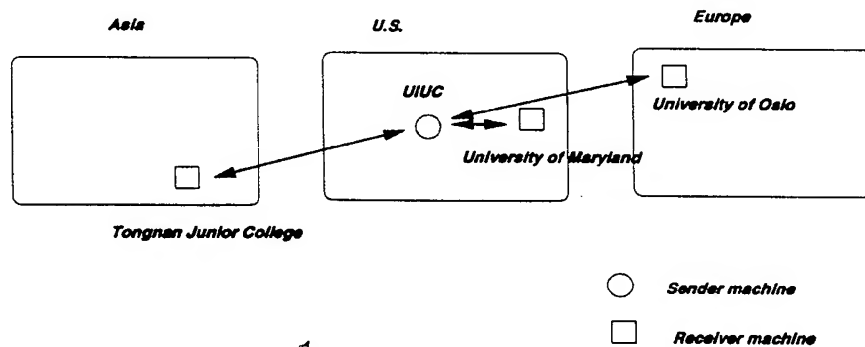 Asia
U.S.
Europe
UIUC
University of Oslo
University of Maryland
Tongnan Junior College
Sender machine
Receiver machine